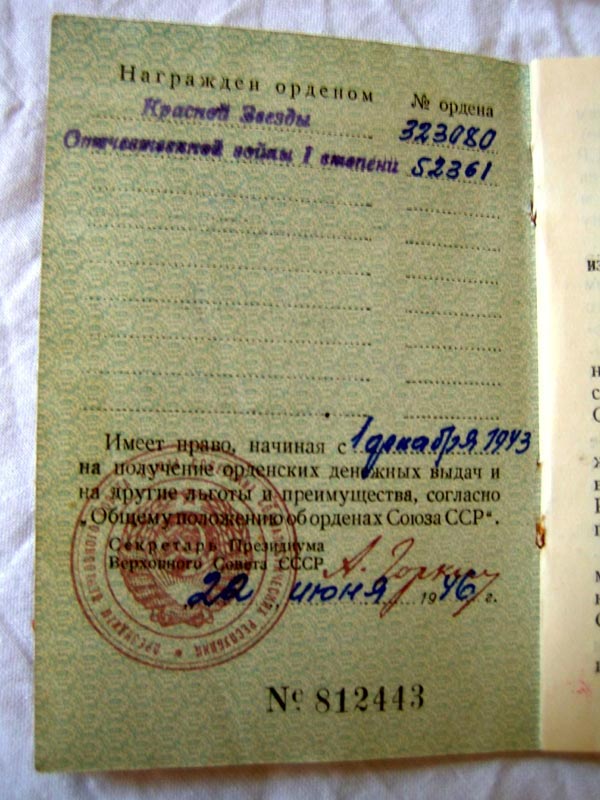 Награжден орденом № ордена
Красной Звезды 323080
Отечественной войны I степени 52361
Имеет право, начиная с 1 декабря 1943
на получение орденских денежных выдач и
на другие льготы и преимущества, согласно
„Общему положению об орденах Союза ССР“.
Секретарь Президиума
Верховного Совета СССР А. Горкин
20 июня 1946 г.
№ 812443